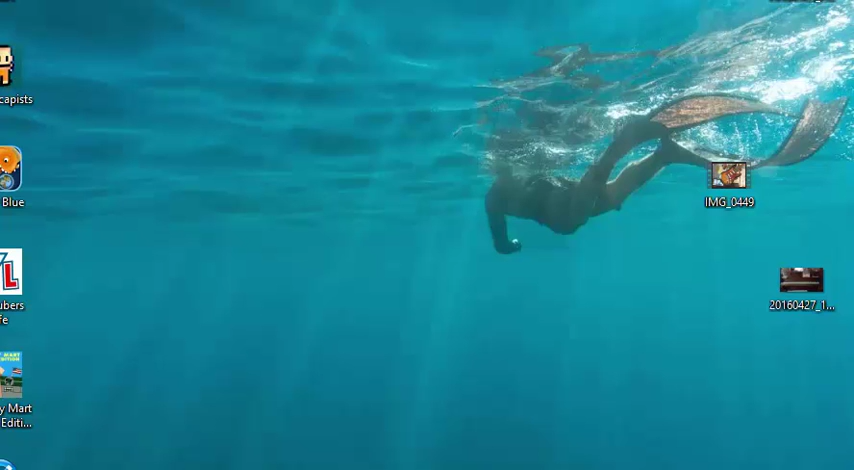 capists
Blue
IMG_0449
ubers
fe
20160427_1...
y Mart
Editi...